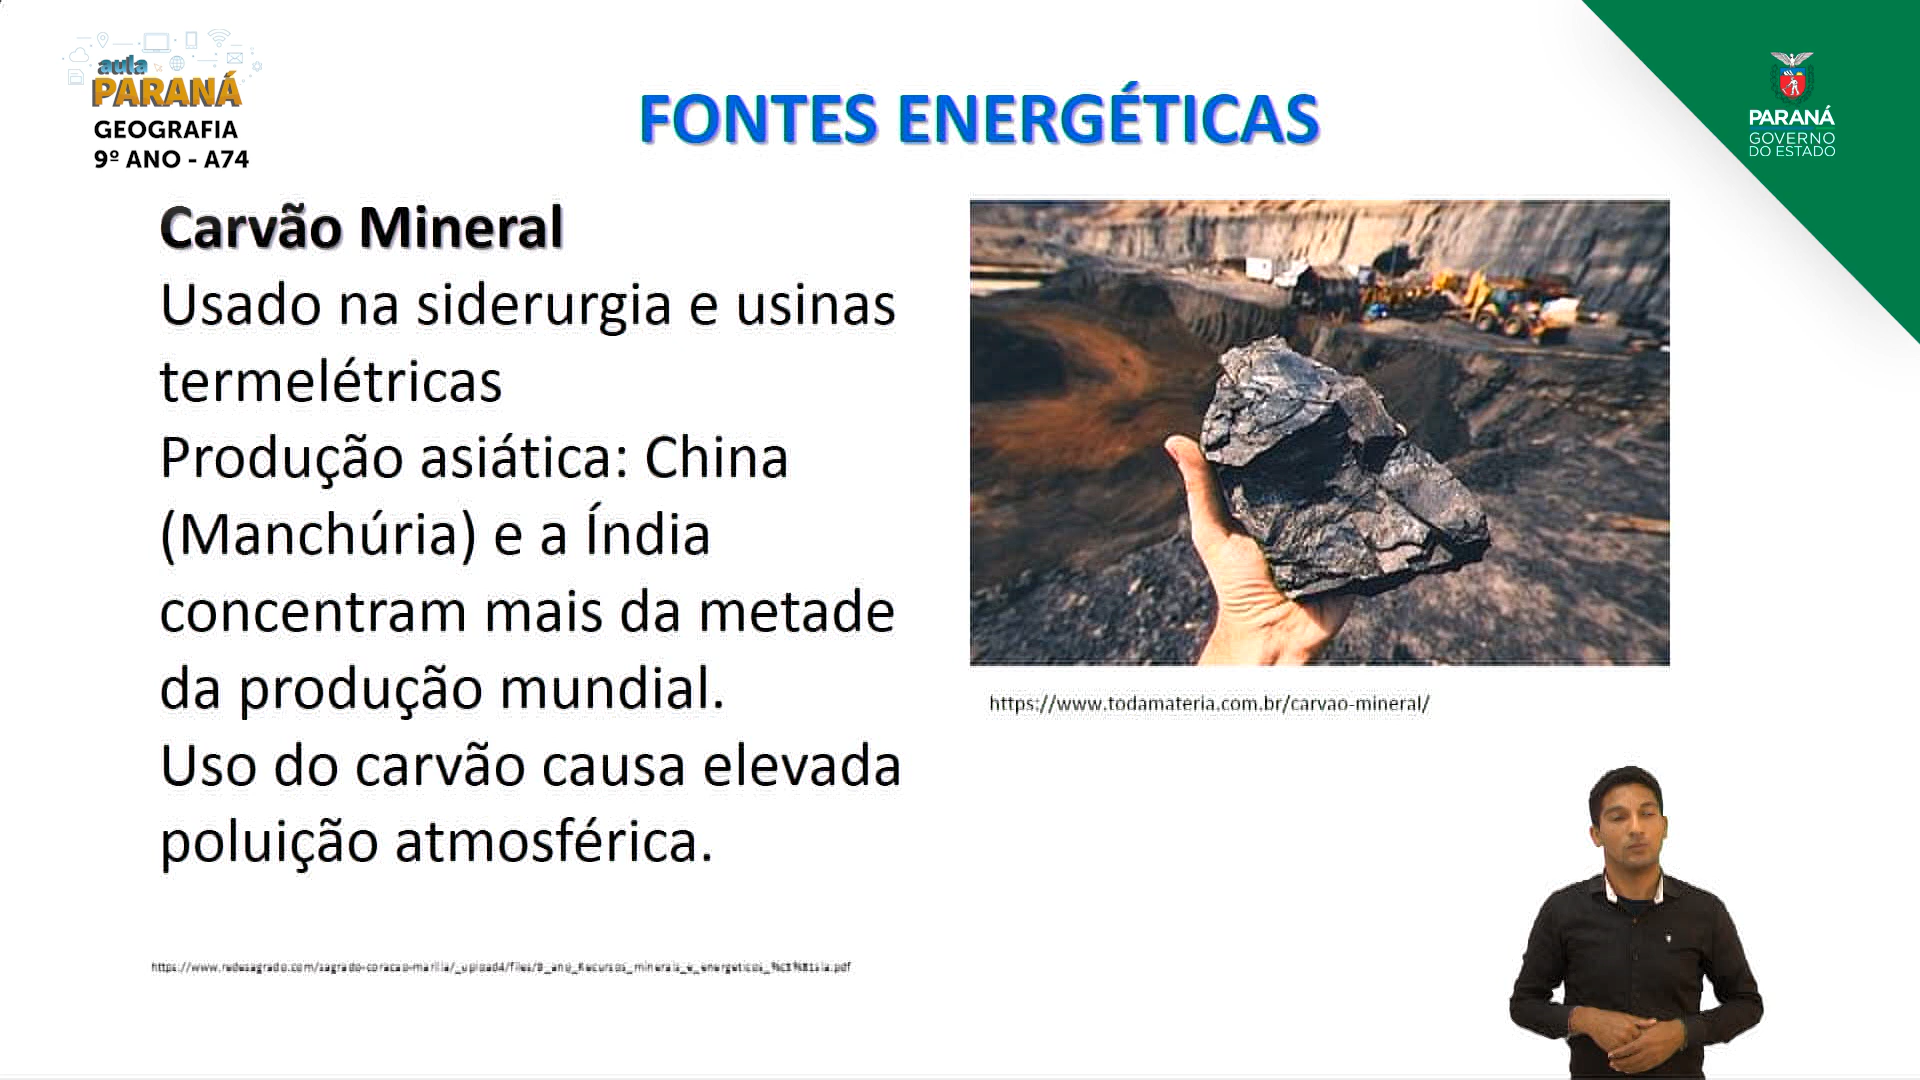 aula
PARANÁ
GEOGRAFIA
9º ANO - A74
FONTES ENERGÉTICAS
PARANÁ
GOVERNO
DO ESTADO
Carvão Mineral
Usado na siderurgia e usinas
termelétricas
Produção asiática: China
(Manchúria) e a Índia
concentram mais da metade
da produção mundial.
Uso do carvão causa elevada
poluição atmosférica.
https://www.todamateria.com.br/carvao-mineral/